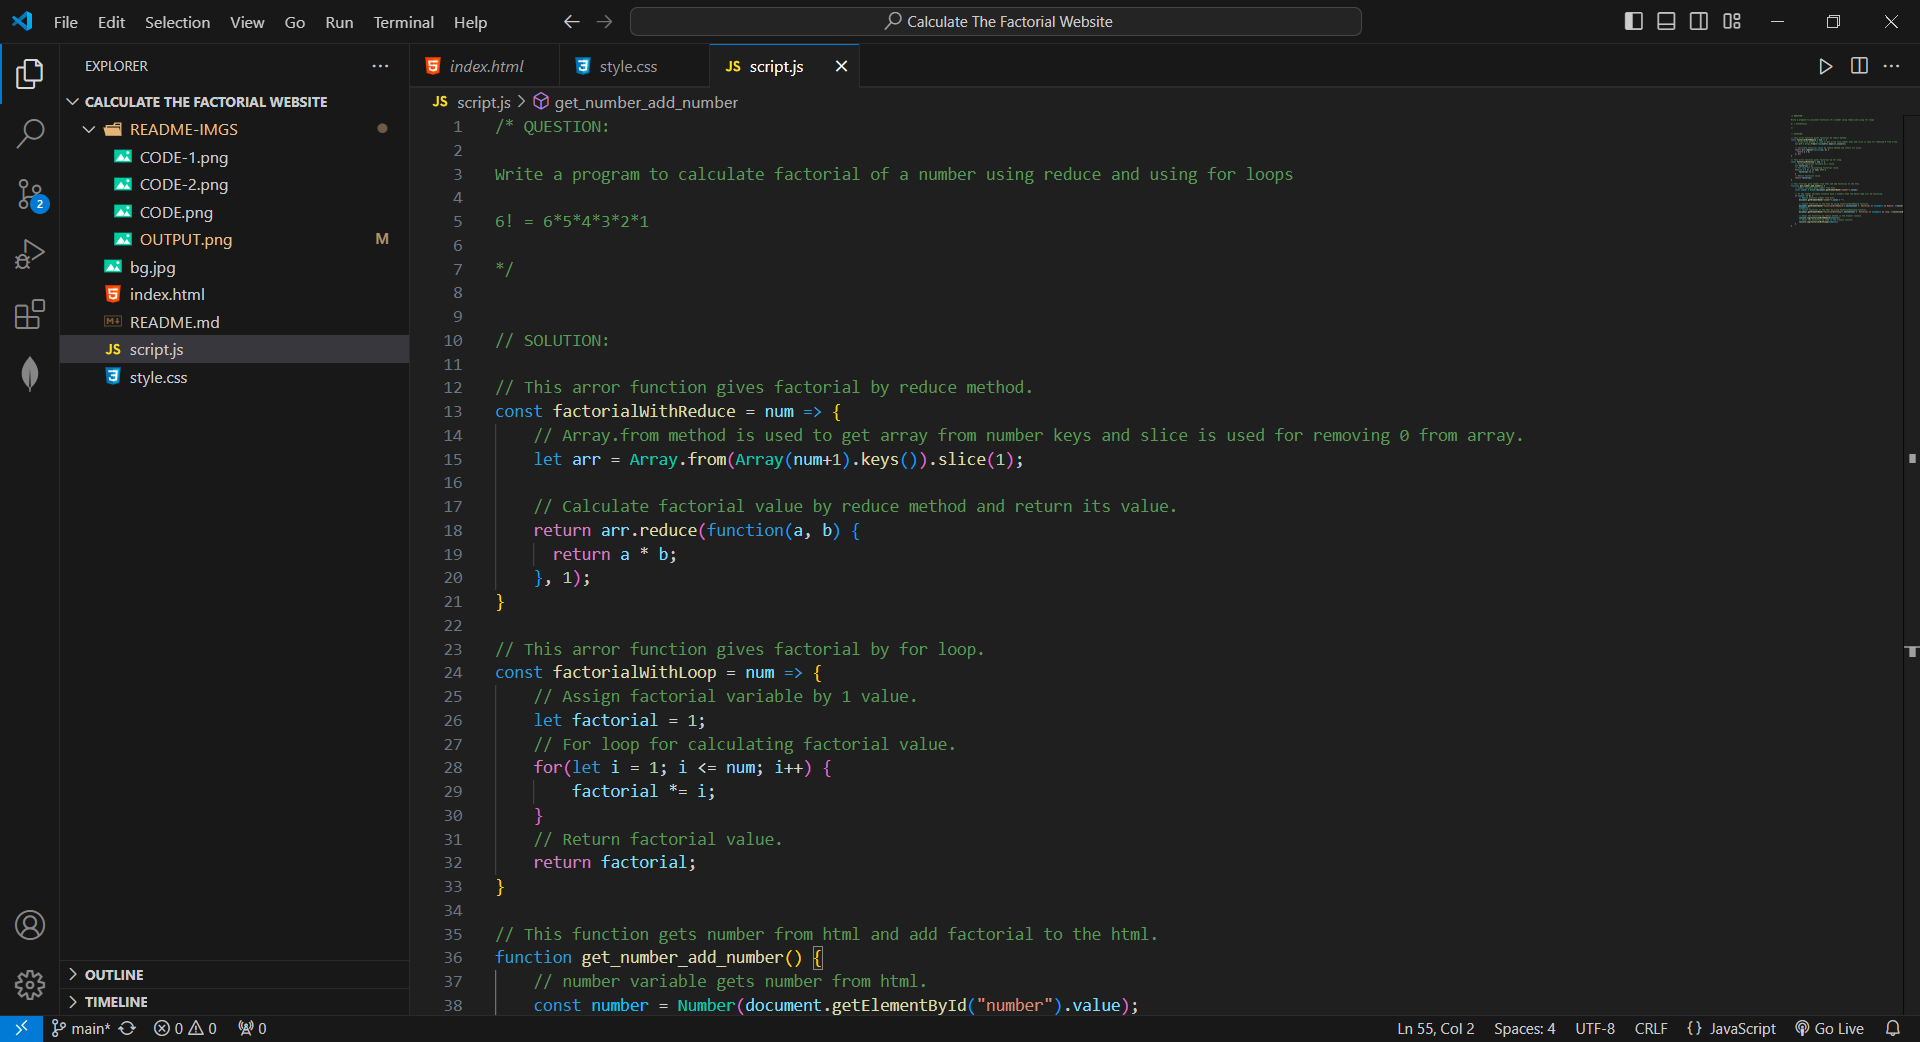 File Edit Selection View Go Run Terminal Help
Calculate The Factorial Website
EXPLORER
CALCULATE THE FACTORIAL WEBSITE
README-IMGS
CODE-1.png
CODE-2.png
CODE.png
OUTPUT.png M
bg.jpg
index.html
README.md
JS script.js
style.css
OUTLINE
TIMELINE
2
index.html style.css JS script.js
JS script.js > get_number_add_number
1 /* QUESTION:
2
3 Write a program to calculate factorial of a number using reduce and using for loops
4
5 6! = 6*5*4*3*2*1
6
7 */
8
9
10 // SOLUTION:
11
12 // This arror function gives factorial by reduce method.
13 const factorialWithReduce = num => {
14 // Array.from method is used to get array from number keys and slice is used for removing 0 from array.
15 let arr = Array.from(Array(num+1).keys()).slice(1);
16
17 // Calculate factorial value by reduce method and return its value.
18 return arr.reduce(function(a, b) {
19 return a * b;
20 }, 1);
21 }
22
23 // This arror function gives factorial by for loop.
24 const factorialWithLoop = num => {
25 // Assign factorial variable by 1 value.
26 let factorial = 1;
27 // For loop for calculating factorial value.
28 for(let i = 1; i <= num; i++) {
29 factorial *= i;
30 }
31 // Return factorial value.
32 return factorial;
33 }
34
35 // This function gets number from html and add factorial to the html.
36 function get_number_add_number() {
37 // number variable gets number from html.
38 const number = Number(document.getElementById("number").value);
main* 0 0 0 Ln 55, Col 2 Spaces: 4 UTF-8 CRLF {} JavaScript Go Live